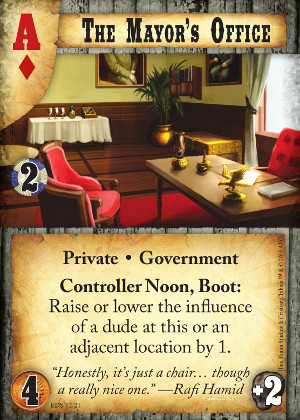 A
THE MAYOR'S OFFICE
2
Private • Government
Controller Noon, Boot:
Raise or lower the influence
of a dude at this or an
adjacent location by 1.
"Honestly, it's just a chair… though
a really nice one." —Rafi Hamid
4
+2